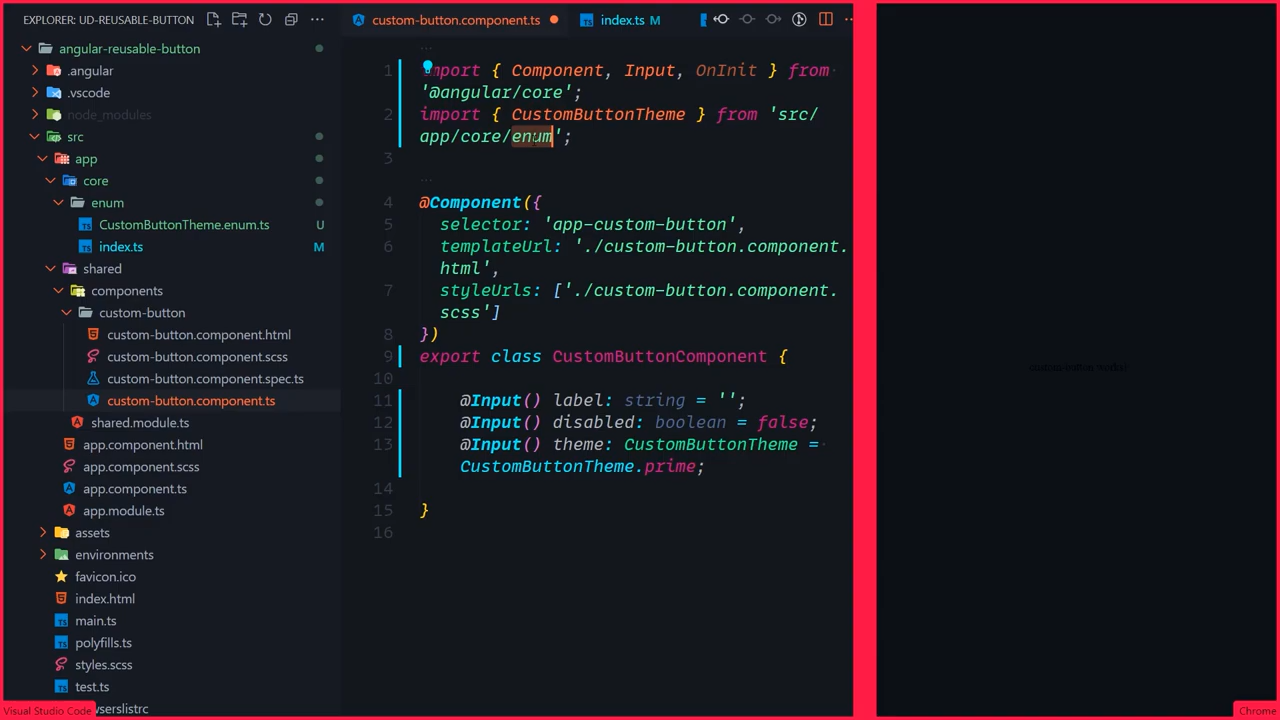 EXPLORER: UD-REUSABLE-BUTTON
angular-reusable-button
.angular
.vscode
node_modules
src
app
core
enum
CustomButtonTheme.enum.ts U
index.ts M
shared
components
custom-button
custom-button.component.html
custom-button.component.scss
custom-button.component.spec.ts
custom-button.component.ts
shared.module.ts
app.component.html
app.component.scss
app.component.ts
app.module.ts
assets
environments
favicon.ico
index.html
main.ts
polyfills.ts
styles.scss
test.ts
wserslistrc
Visual Studio Code
custom-button.component.ts
index.ts M
1 import { Component, Input, OnInit } from
'@angular/core';
2 import { CustomButtonTheme } from 'src/
app/core/enum';
3
4 @Component({
5 selector: 'app-custom-button',
6 templateUrl: './custom-button.component.
html',
7 styleUrls: ['./custom-button.component.
scss']
8 })
9 export class CustomButtonComponent {
10
11 @Input() label: string = '';
12 @Input() disabled: boolean = false;
13 @Input() theme: CustomButtonTheme =
CustomButtonTheme.prime;
14
15 }
16
custom-button works!
Chrome